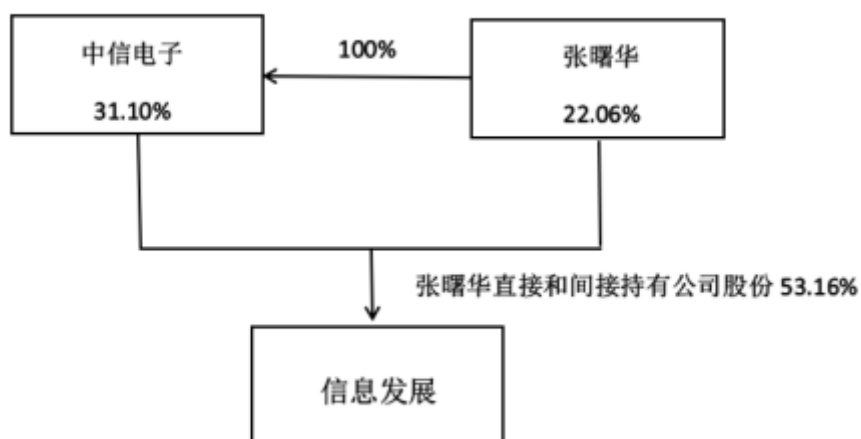 中信电子
31.10%
100%
张曙华
22.06%
张曙华直接和间接持有公司股份 53.16%
信息发展